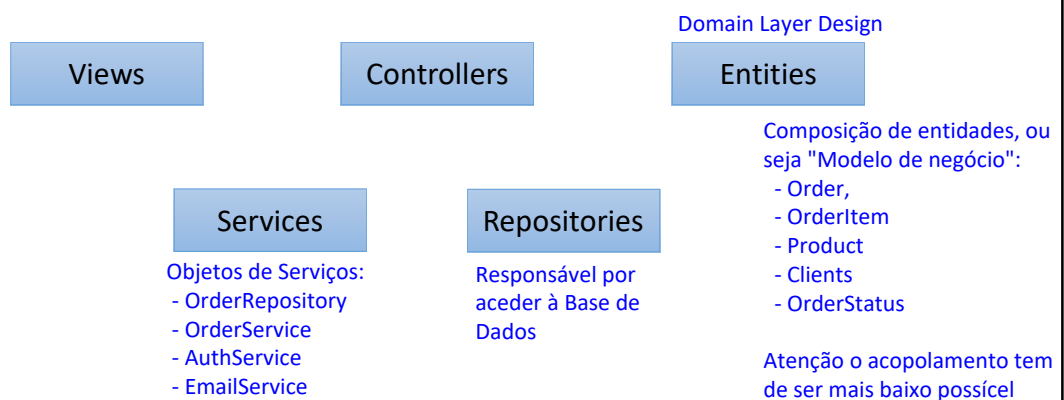 Domain Layer Design
Views
Controllers
Entities
Composição de entidades, ou
seja "Modelo de negócio":
- Order,
- OrderItem
- Product
- Clients
- OrderStatus
Atenção o acopolamento tem
de ser mais baixo possícel
Services
Objetos de Serviços:
- OrderRepository
- OrderService
- AuthService
- EmailService
Repositories
Responsável por
aceder à Base de
Dados